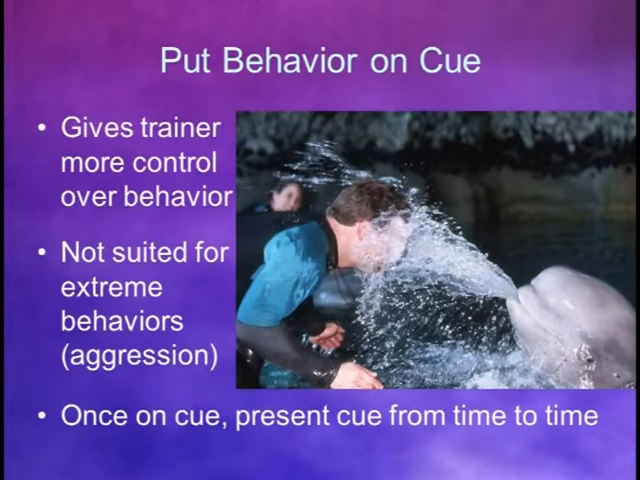 Put Behavior on Cue
• Gives trainer
more control
over behavior
• Not suited for
extreme
behaviors
(aggression)
• Once on cue, present cue from time to time